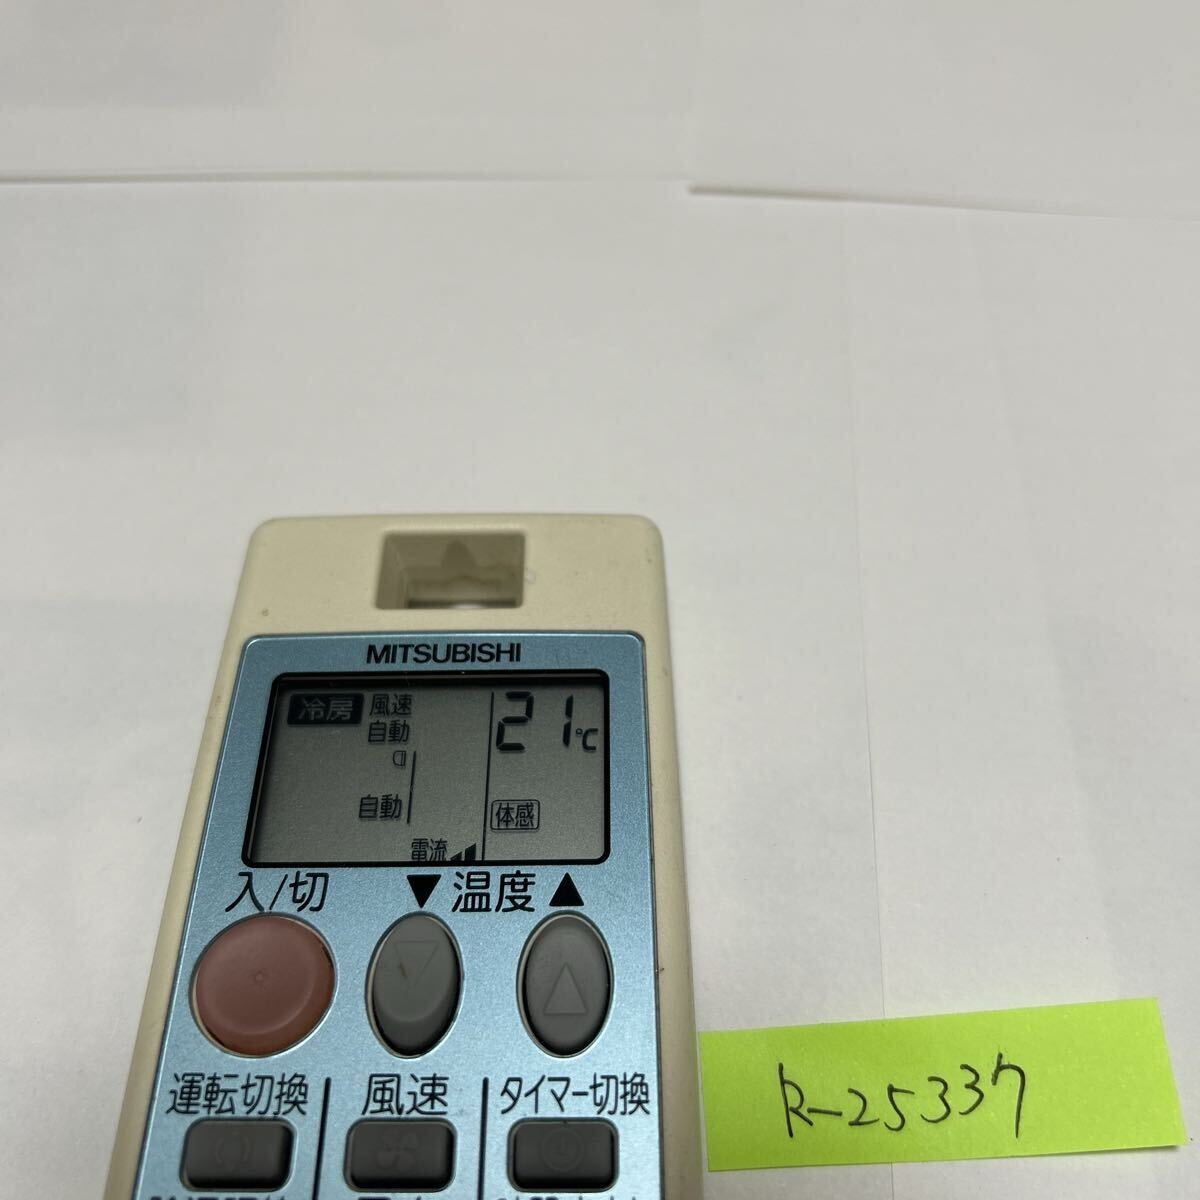 MITSUBISHI
冷房 風速 21℃
自動
自動 体感
電流
入/切 ▼ 温度 ▲
運転切換 風速 タイマー切換
R-25337